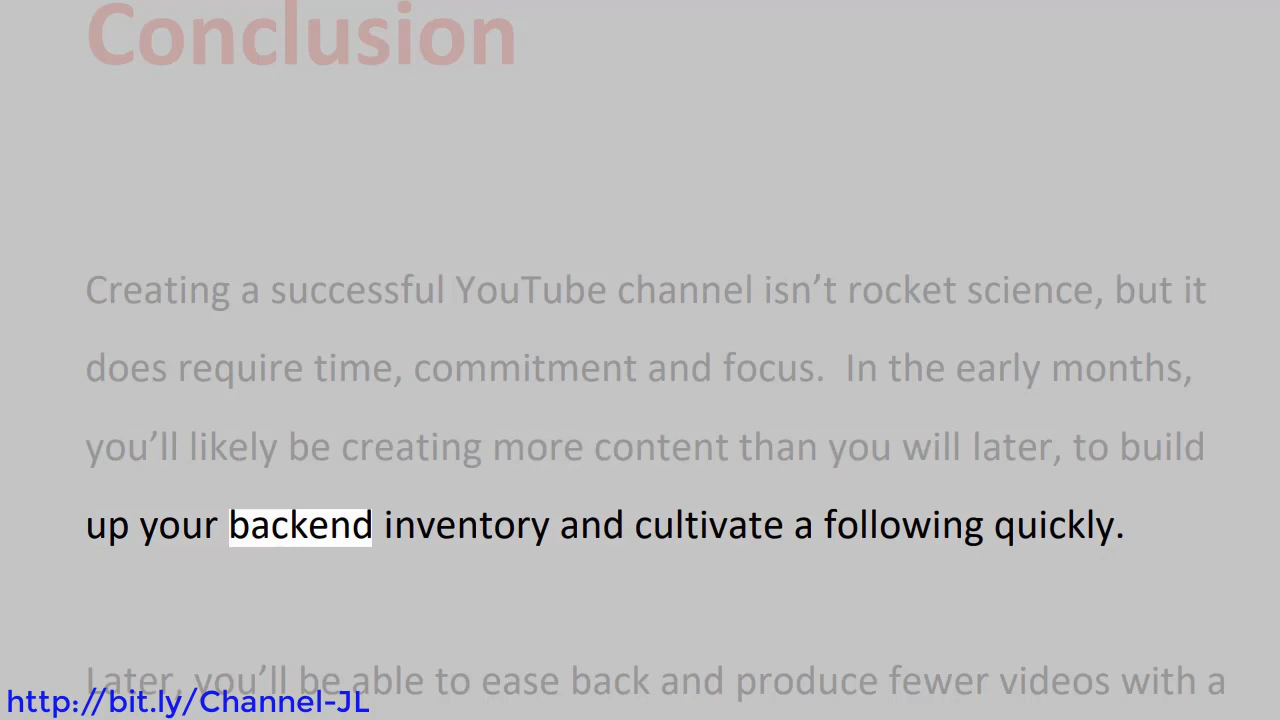 Conclusion
Creating a successful YouTube channel isn’t rocket science, but it
does require time, commitment and focus.  In the early months,
you’ll likely be creating more content than you will later, to build
up your backend inventory and cultivate a following quickly.
Later, you’ll be able to ease back and produce fewer videos with a
http://bit.ly/Channel-JL